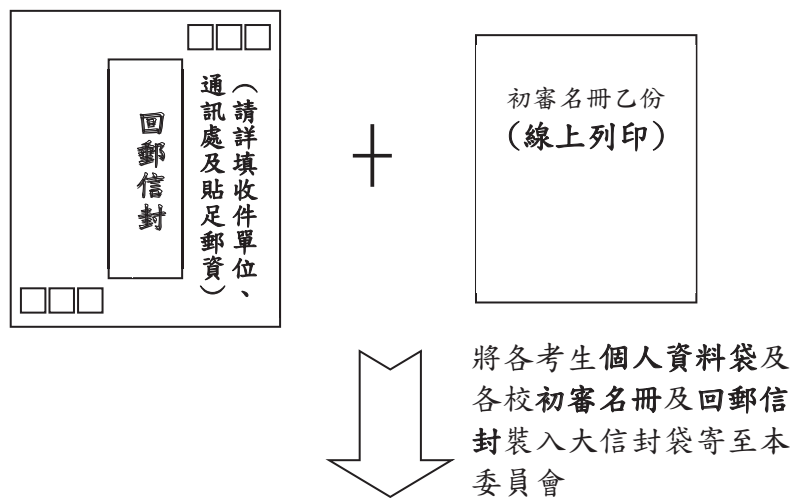 回郵信封
（請詳填收件單位、
通訊處及貼足郵資）
初審名冊乙份
（線上列印）
將各考生個人資料袋及
各校初審名冊及回郵信
封裝入大信封袋寄至本
委員會